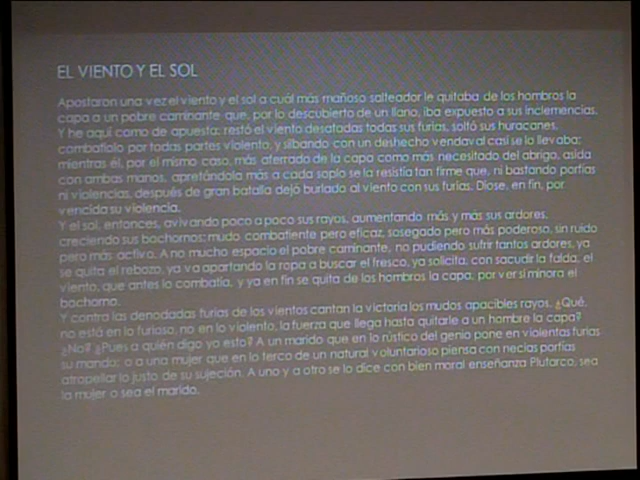 EL VIENTO Y EL SOL
Apostaron una vez el viento y el sol a cuál más mañoso salteador le quitaba de los hombros la
capa a un pobre caminante que, por lo descubierto de un llano, iba expuesto a sus inclemencias.
Y he aquí como de apuesta; restó el viento desatadas todas sus furias, soltó sus huracanes,
combatiolo por todas partes violento, y silbando con un deshecho vendaval casi se lo llevaba;
mientras él, por el mismo caso, más aferrado de la capa como más necesitado del abrigo, asida
con ambas manos, apretándola más a cada soplo se la resistía tan firme que, ni bastando porfías
ni violencias, después de gran batalla dejó burlado al viento con sus furias. Diose, en fin, por
vencida su violencia.
Y el sol, entonces, avivando poco a poco sus rayos, aumentando más y más sus ardores,
creciendo sus bochornos; mudo combatiente pero eficaz, sosegado pero más poderoso, sin ruido
pero más activo. A no mucho espacio el pobre caminante, no pudiendo sufrir tantos ardores, ya
se quita el rebozo, ya va apartando la ropa a buscar el fresco, ya solicita, con sacudir la falda, el
viento, que antes lo combatía, y ya en fin se quita de los hombros la capa, por ver si minora el
bochorno.
Y contra las denodadas furias de los vientos cantan la victoria los mudos apacibles rayos. ¿Qué,
no está en lo furioso, no en lo violento, la fuerza que llega hasta quitarle a un hombre la capa?
¿No? ¿Pues a quién digo yo esto? A un marido que en lo rústico del genio pone en violentas furias
su mando; o a una mujer que en lo terco de un natural voluntarioso piensa con necias porfías
atropellar lo justo de su sujeción. A uno y a otro se lo dice con bien moral enseñanza Plutarco, sea
la mujer o sea el marido.